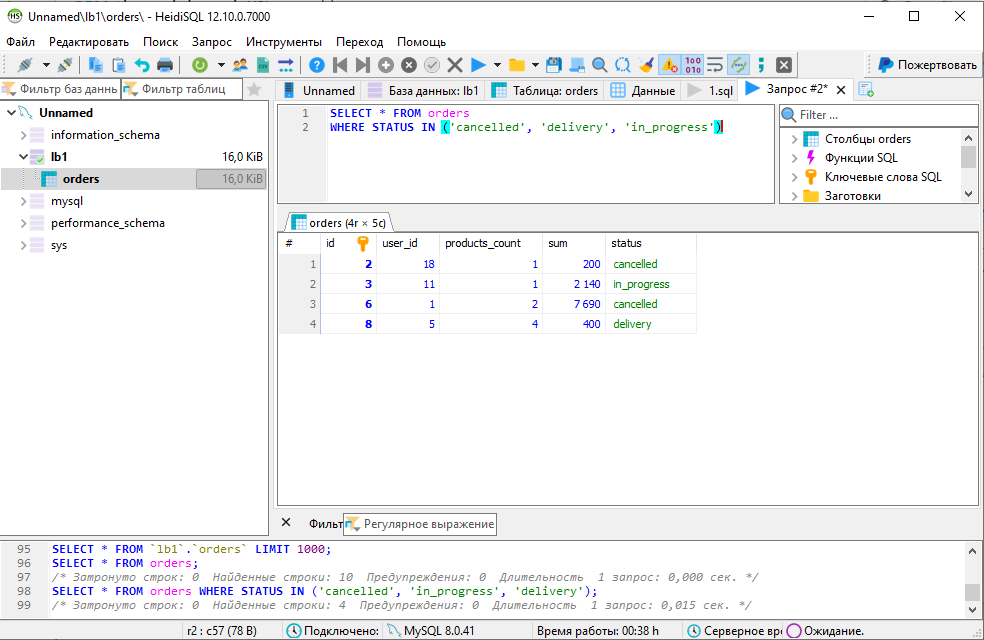 Unnamed\lb1\orders\ - HeidiSQL 12.10.0.7000
Файл Редактировать Поиск Запрос Инструменты Переход Помощь
Пожертвовать
Фильтр баз данн Фильтр таблиц
Unnamed База данных: lb1 Таблица: orders Данные 1.sql Запрос #2*
Unnamed
information_schema
lb1 16,0 KiB
orders 16,0 KiB
mysql
performance_schema
sys
1 SELECT * FROM orders
2 WHERE STATUS IN ('cancelled', 'delivery', 'in_progress')
Filter ...
Столбцы orders
Функции SQL
Ключевые слова SQL
Заготовки
orders (4r × 5c)
# id user_id products_count sum status
1 2 18 1 200 cancelled
2 3 11 1 2 140 in_progress
3 6 1 2 7 690 cancelled
4 8 5 4 400 delivery
Фильт Регулярное выражение
95 SELECT * FROM `lb1`.`orders` LIMIT 1000;
96 SELECT * FROM orders;
97 /* Затронуто строк: 0 Найденные строки: 10 Предупреждения: 0 Длительность 1 запрос: 0,000 сек. */
98 SELECT * FROM orders WHERE STATUS IN ('cancelled', 'in_progress', 'delivery');
99 /* Затронуто строк: 0 Найденные строки: 4 Предупреждения: 0 Длительность 1 запрос: 0,015 сек. */
r2 : c57 (78 B) Подключено: MySQL 8.0.41 Время работы: 00:38 h Серверное вре Ожидание.